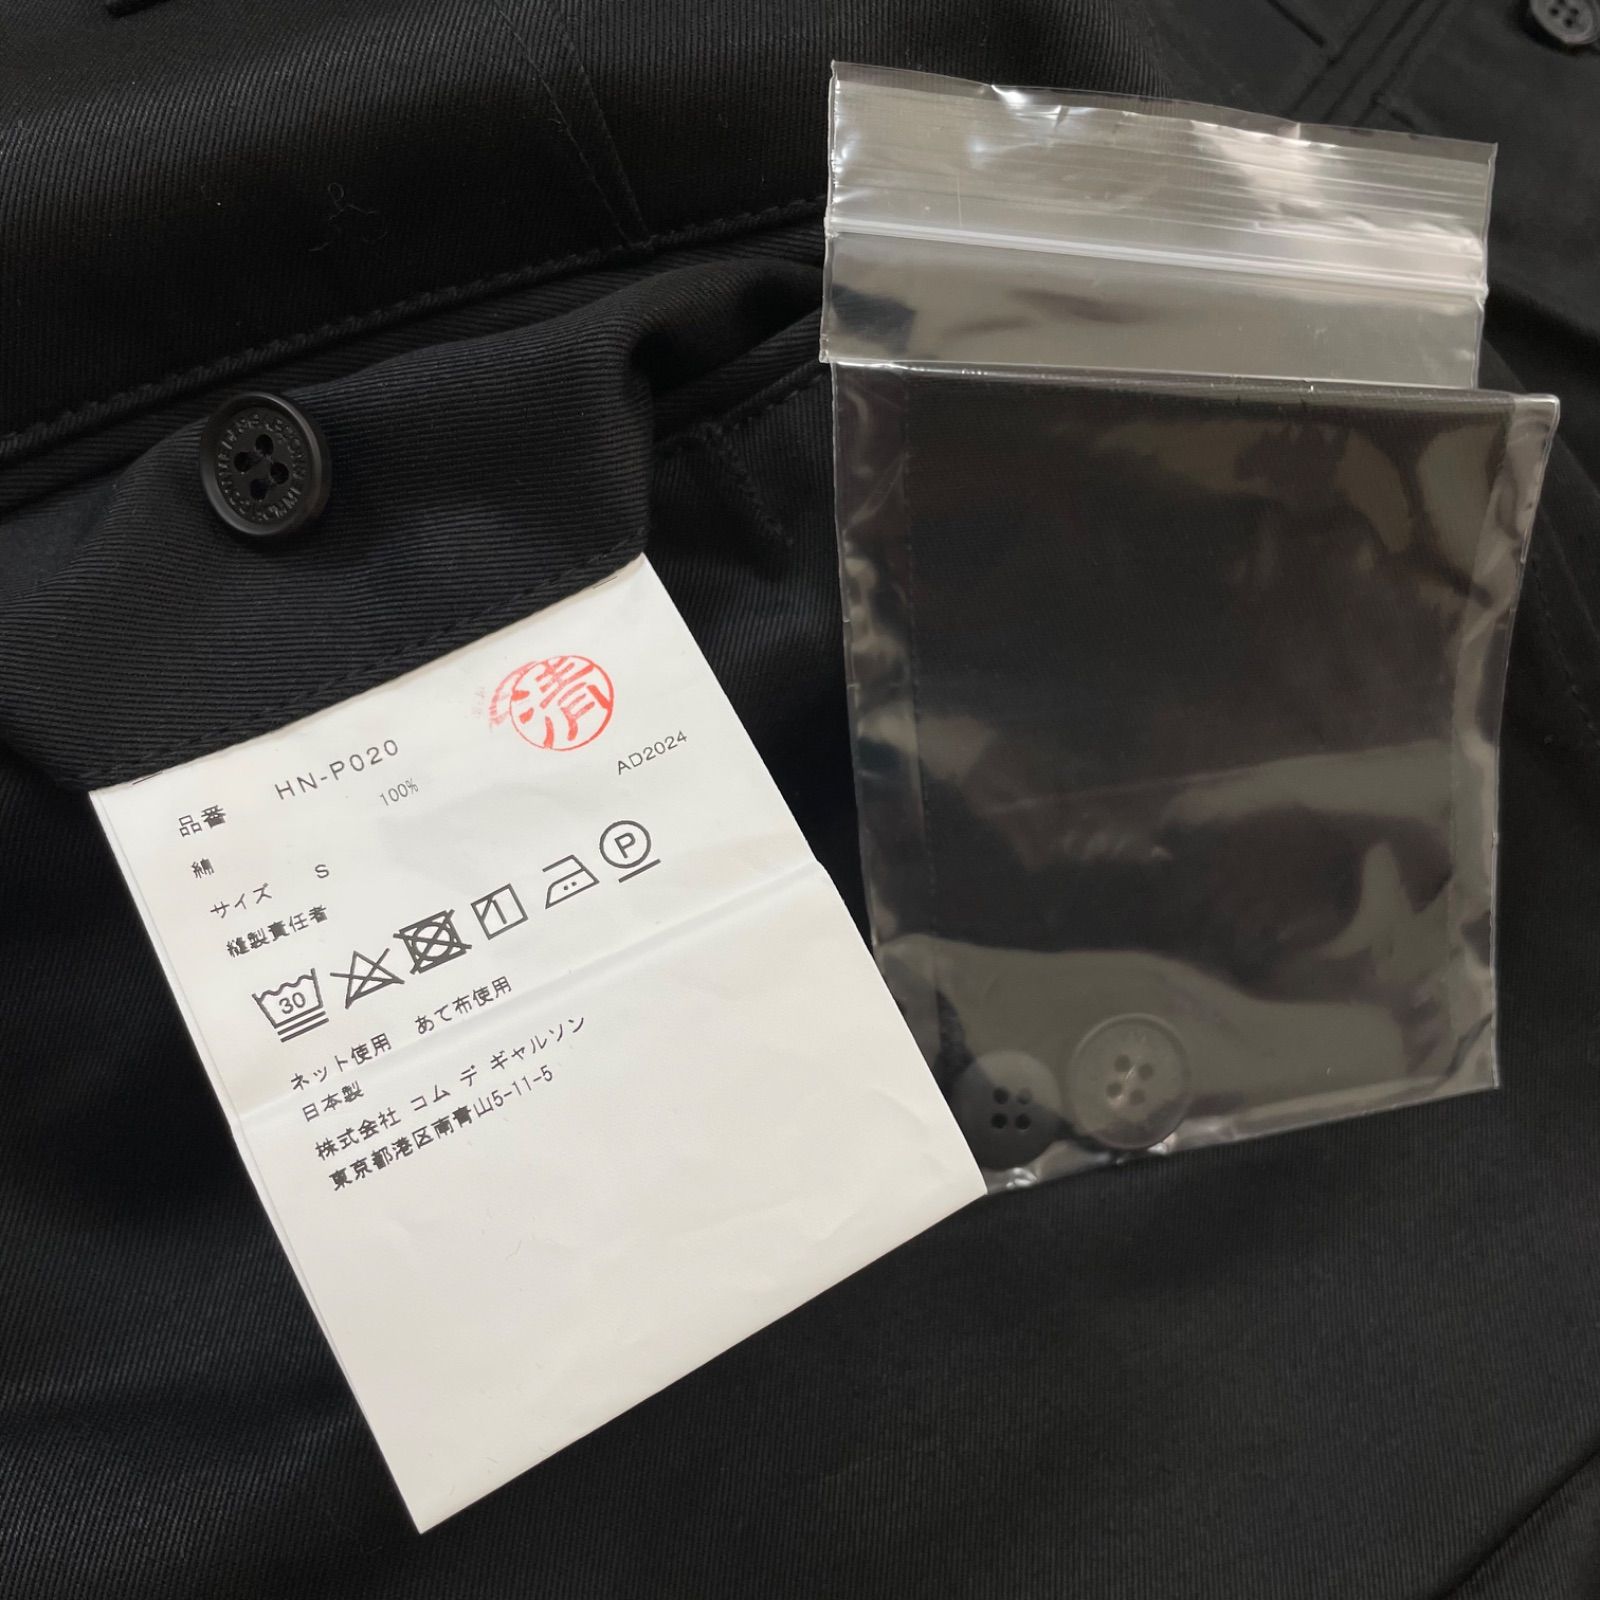 清
品番 HN-P020
AD2024
綿 100%
サイズ S
縫製責任者
30 P
ネット使用 あて布使用
日本製
株式会社 コム デ ギャルソン
東京都港区南青山5-11-5